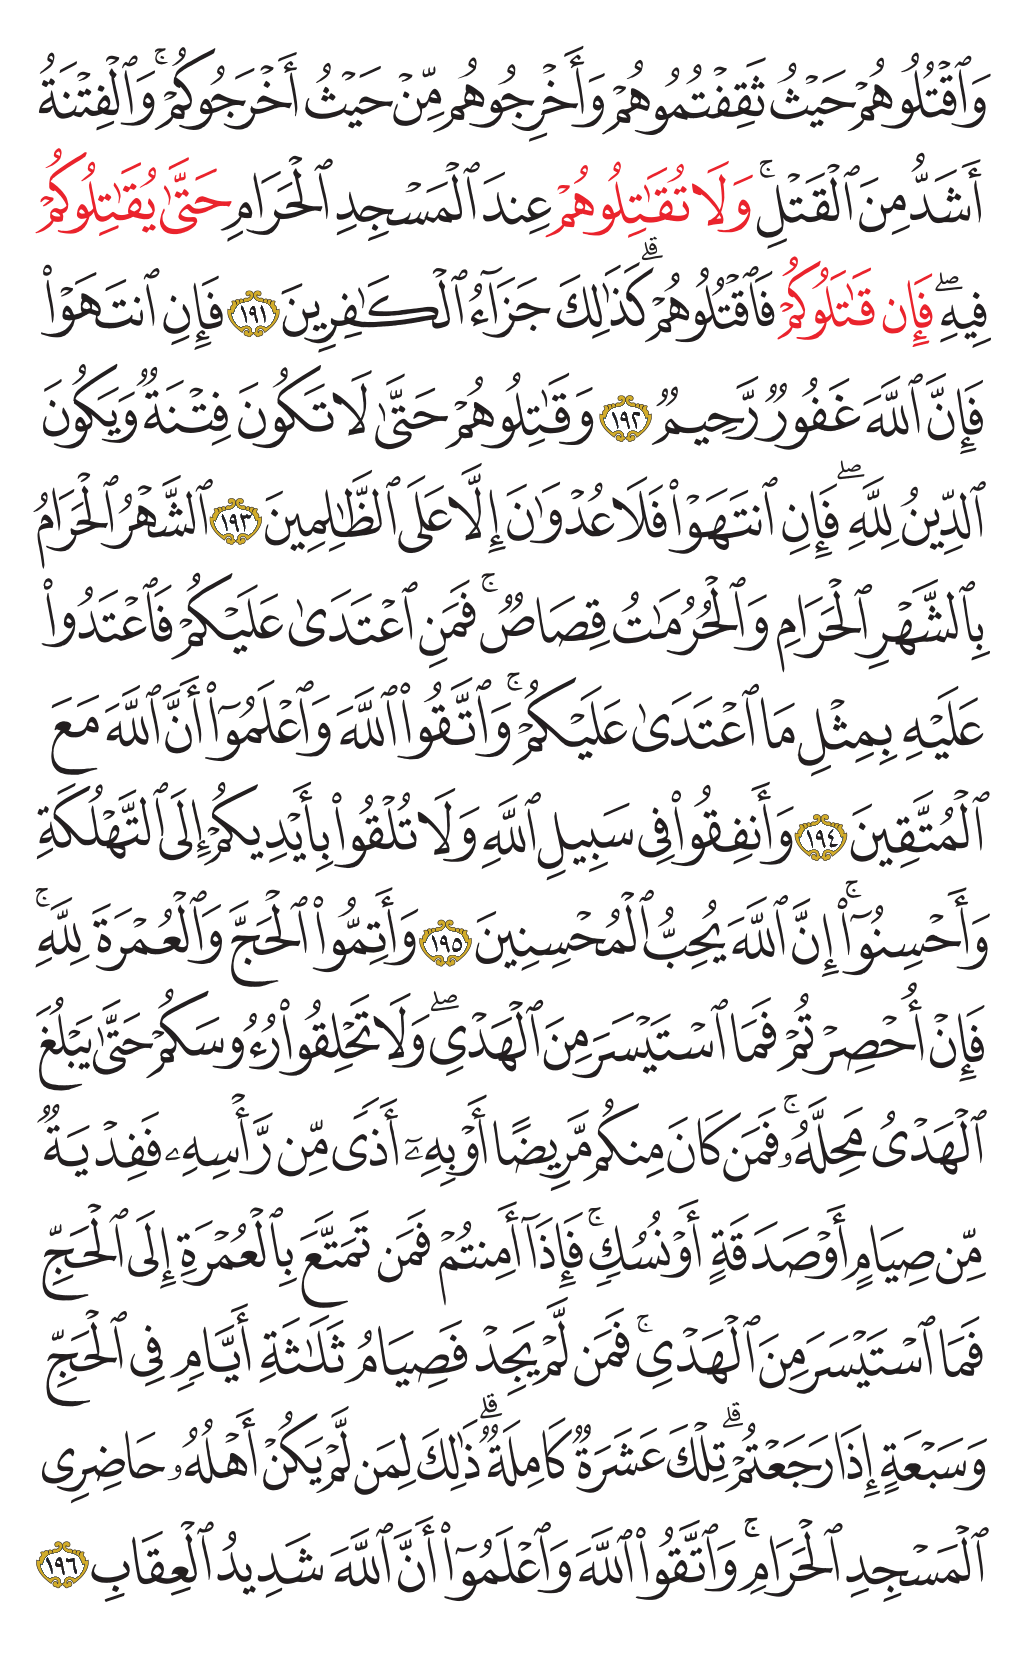 وَٱقۡتُلُوهُمۡ حَيۡثُ ثَقِفۡتُمُوهُمۡ وَأَخۡرِجُوهُم مِّنۡ حَيۡثُ أَخۡرَجُوكُمۡۚ وَٱلۡفِتۡنَةُ
أَشَدُّ مِنَ ٱلۡقَتۡلِۚ وَلَا تُقَٰتِلُوهُمۡ عِندَ ٱلۡمَسۡجِدِ ٱلۡحَرَامِ حَتَّىٰ يُقَٰتِلُوكُمۡ
فِيهِۖ فَإِن قَٰتَلُوكُمۡ فَٱقۡتُلُوهُمۡۗ كَذَٰلِكَ جَزَآءُ ٱلۡكَٰفِرِينَ ١٩١ فَإِنِ ٱنتَهَوۡاْ
فَإِنَّ ٱللَّهَ غَفُورٞ رَّحِيمٞ ١٩٢ وَقَٰتِلُوهُمۡ حَتَّىٰ لَا تَكُونَ فِتۡنَةٞ وَيَكُونَ
ٱلدِّينُ لِلَّهِۖ فَإِنِ ٱنتَهَوۡاْ فَلَا عُدۡوَٰنَ إِلَّا عَلَى ٱلظَّٰلِمِينَ ١٩٣ ٱلشَّهۡرُ ٱلۡحَرَامُ
بِٱلشَّهۡرِ ٱلۡحَرَامِ وَٱلۡحُرُمَٰتُ قِصَاصٞۚ فَمَنِ ٱعۡتَدَىٰ عَلَيۡكُمۡ فَٱعۡتَدُواْ
عَلَيۡهِ بِمِثۡلِ مَا ٱعۡتَدَىٰ عَلَيۡكُمۡۚ وَٱتَّقُواْ ٱللَّهَ وَٱعۡلَمُوٓاْ أَنَّ ٱللَّهَ مَعَ
ٱلۡمُتَّقِينَ ١٩٤ وَأَنفِقُواْ فِي سَبِيلِ ٱللَّهِ وَلَا تُلۡقُواْ بِأَيۡدِيكُمۡ إِلَى ٱلتَّهۡلُكَةِ
وَأَحۡسِنُوٓاْۚ إِنَّ ٱللَّهَ يُحِبُّ ٱلۡمُحۡسِنِينَ ١٩٥ وَأَتِمُّواْ ٱلۡحَجَّ وَٱلۡعُمۡرَةَ لِلَّهِۚ
فَإِنۡ أُحۡصِرۡتُمۡ فَمَا ٱسۡتَيۡسَرَ مِنَ ٱلۡهَدۡيِۖ وَلَا تَحۡلِقُواْ رُءُوسَكُمۡ حَتَّىٰ يَبۡلُغَ
ٱلۡهَدۡيُ مَحِلَّهُۥۚ فَمَن كَانَ مِنكُم مَّرِيضًا أَوۡ بِهِۦٓ أَذٗى مِّن رَّأۡسِهِۦ فَفِدۡيَةٞ
مِّن صِيَامٍ أَوۡ صَدَقَةٍ أَوۡ نُسُكٖۚ فَإِذَآ أَمِنتُمۡ فَمَن تَمَتَّعَ بِٱلۡعُمۡرَةِ إِلَى ٱلۡحَجِّ
فَمَا ٱسۡتَيۡسَرَ مِنَ ٱلۡهَدۡيِۚ فَمَن لَّمۡ يَجِدۡ فَصِيَامُ ثَلَٰثَةِ أَيَّامٖ فِي ٱلۡحَجِّ
وَسَبۡعَةٍ إِذَا رَجَعۡتُمۡۗ تِلۡكَ عَشَرَةٞ كَامِلَةٞۗ ذَٰلِكَ لِمَن لَّمۡ يَكُنۡ أَهۡلُهُۥ حَاضِرِي
ٱلۡمَسۡجِدِ ٱلۡحَرَامِۚ وَٱتَّقُواْ ٱللَّهَ وَٱعۡلَمُوٓاْ أَنَّ ٱللَّهَ شَدِيدُ ٱلۡعِقَابِ ١٩٦